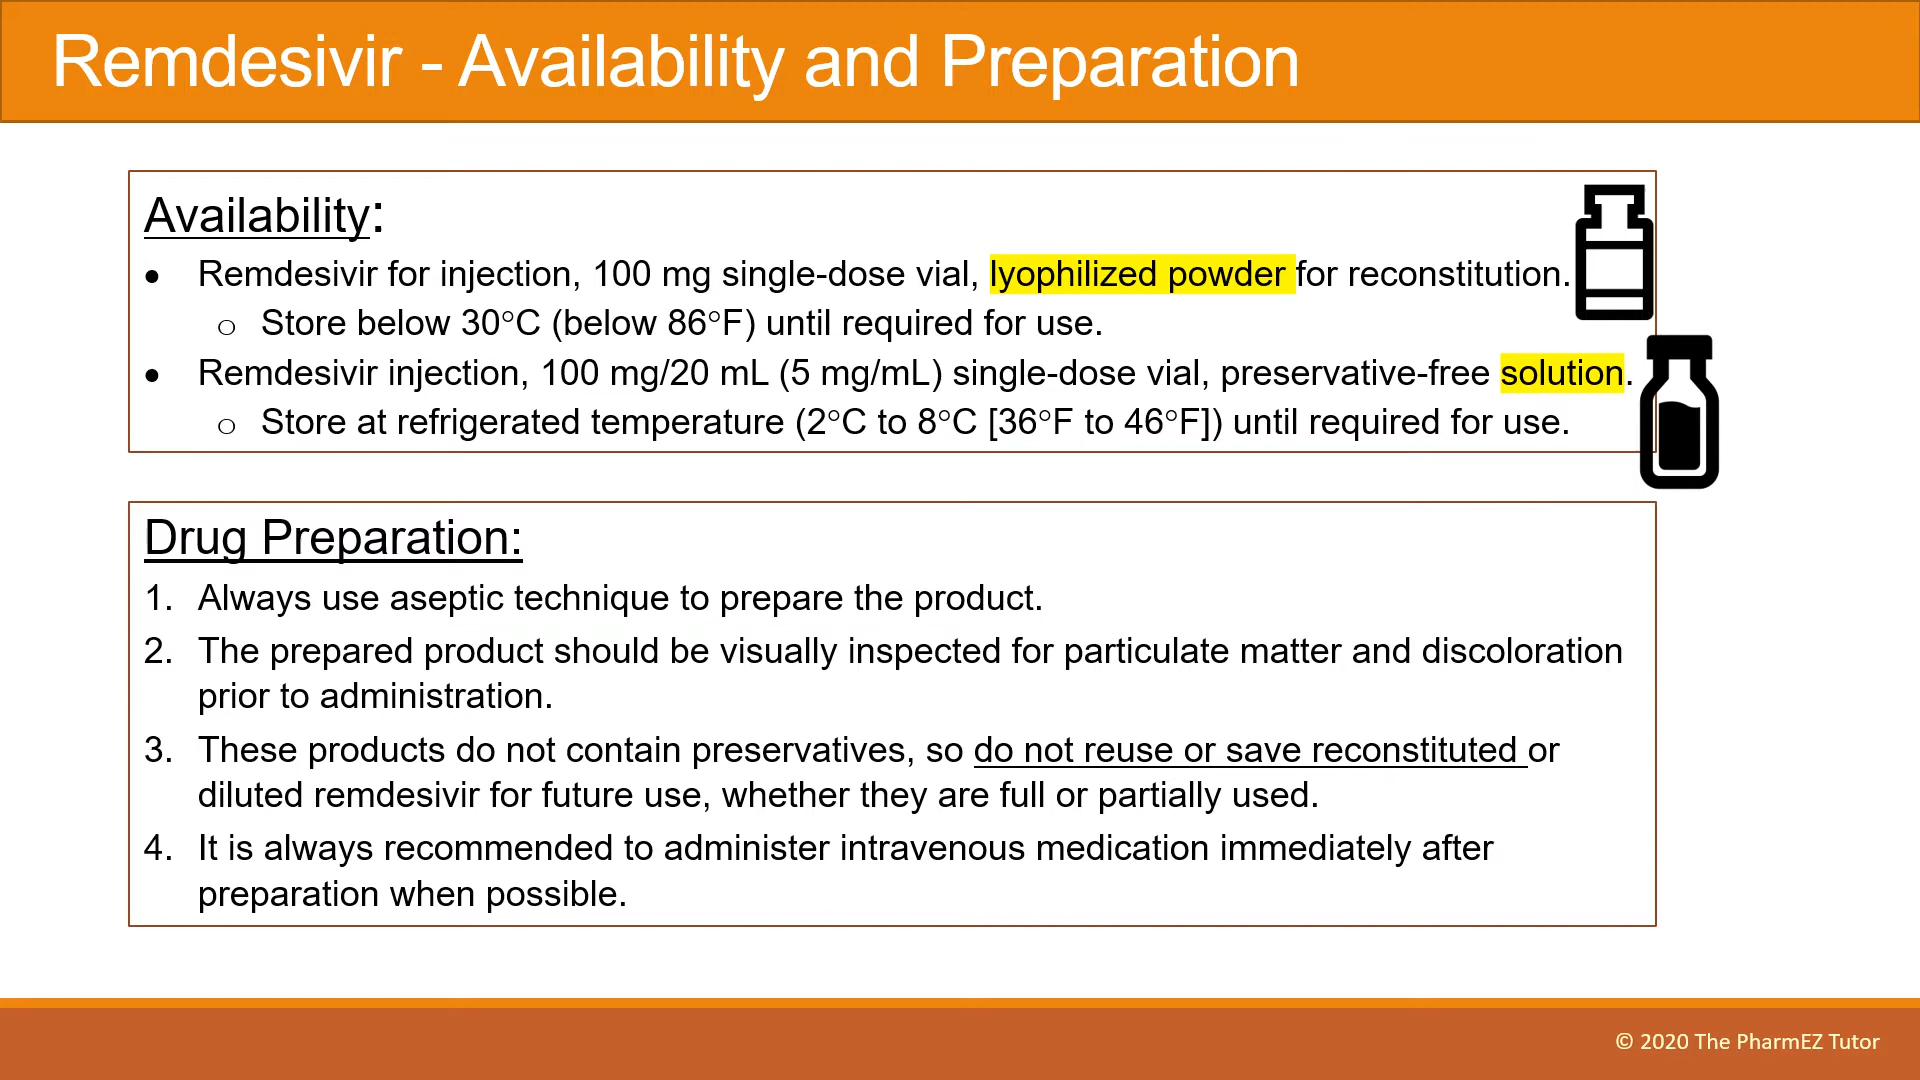 Remdesivir - Availability and Preparation
Availability:
• Remdesivir for injection, 100 mg single-dose vial, lyophilized powder for reconstitution.
o Store below 30°C (below 86°F) until required for use.
• Remdesivir injection, 100 mg/20 mL (5 mg/mL) single-dose vial, preservative-free solution.
o Store at refrigerated temperature (2°C to 8°C [36°F to 46°F]) until required for use.
Drug Preparation:
1. Always use aseptic technique to prepare the product.
2. The prepared product should be visually inspected for particulate matter and discoloration
prior to administration.
3. These products do not contain preservatives, so do not reuse or save reconstituted or
diluted remdesivir for future use, whether they are full or partially used.
4. It is always recommended to administer intravenous medication immediately after
preparation when possible.
© 2020 The PharmEZ Tutor